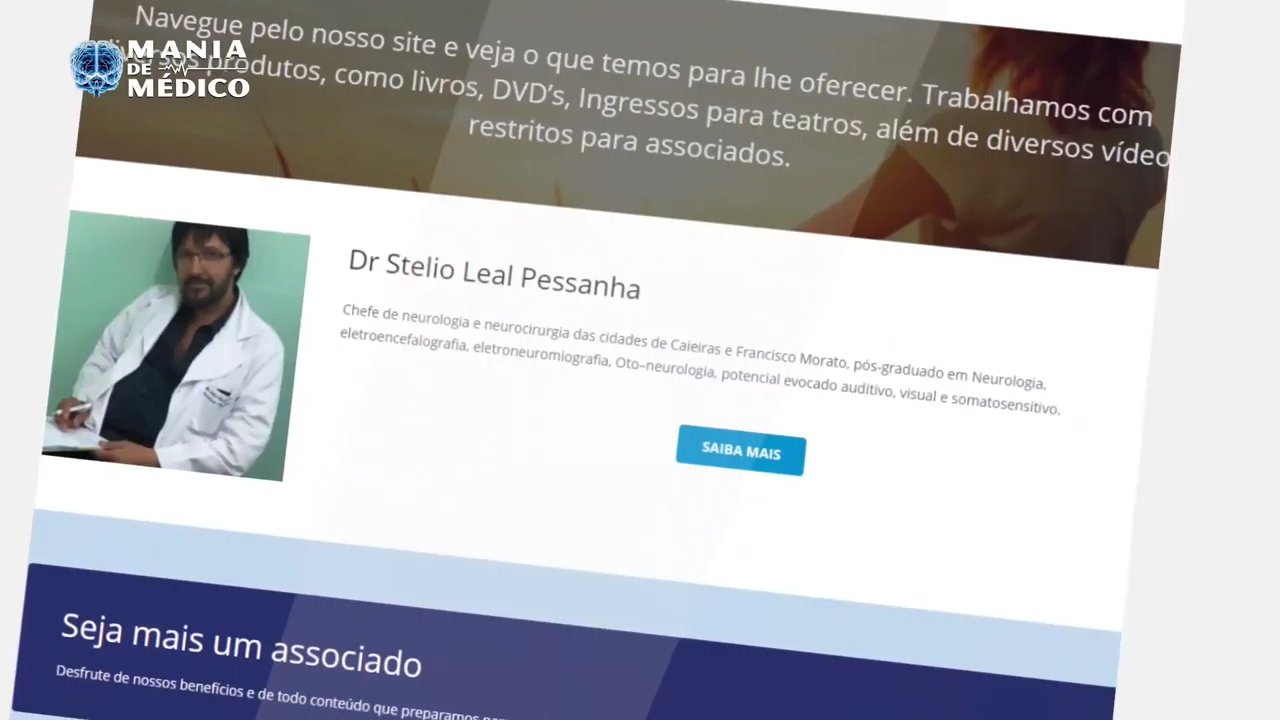 MANIA
DE
MÉDICO
Navegue pelo nosso site e veja o que temos para lhe oferecer. Trabalhamos com
produtos, como livros, DVD's, Ingressos para teatros, além de diversos vídeo
restritos para associados.
Dr Stelio Leal Pessanha
Chefe de neurologia e neurocirurgia das cidades de Caieiras e Francisco Morato, pós-graduado em Neurologia,
eletroencefalografia, eletroneuromiografia, Oto–neurologia, potencial evocado auditivo, visual e somatosensitivo.
SAIBA MAIS
Seja mais um associado
Desfrute de nossos benefícios e de todo conteúdo que preparamos